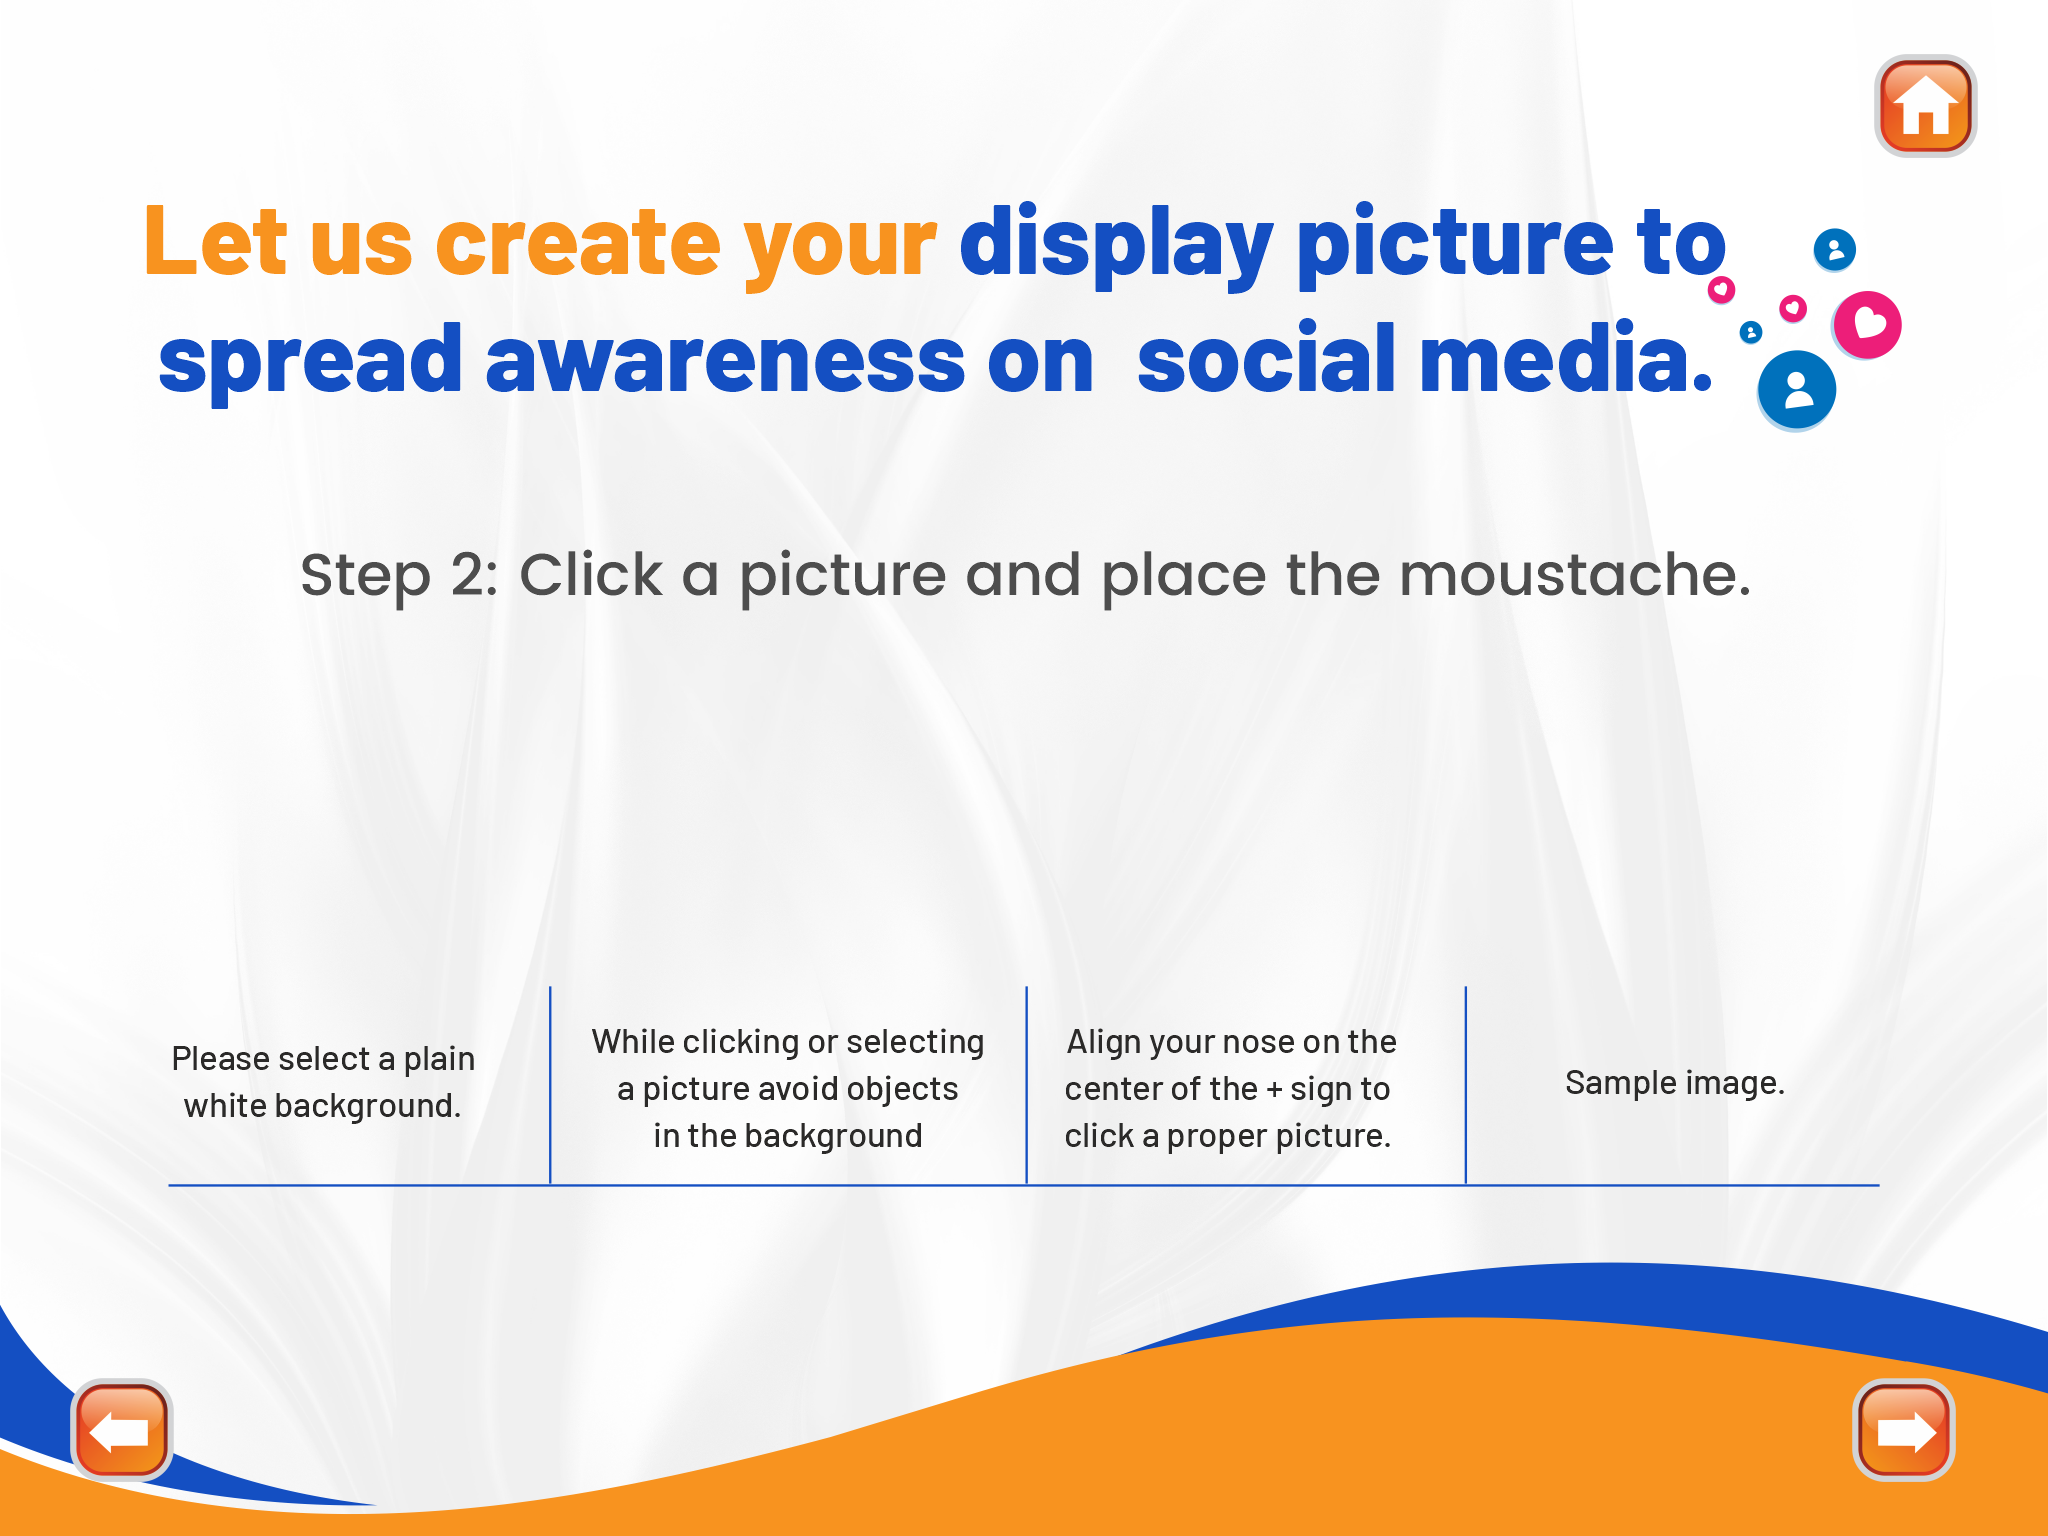 Let us create your display picture to
spread awareness on  social media.
Step 2: Click a picture and place the moustache.
Please select a plain
white background.
While clicking or selecting
a picture avoid objects
in the background
Align your nose on the
center of the + sign to
click a proper picture.
Sample image.